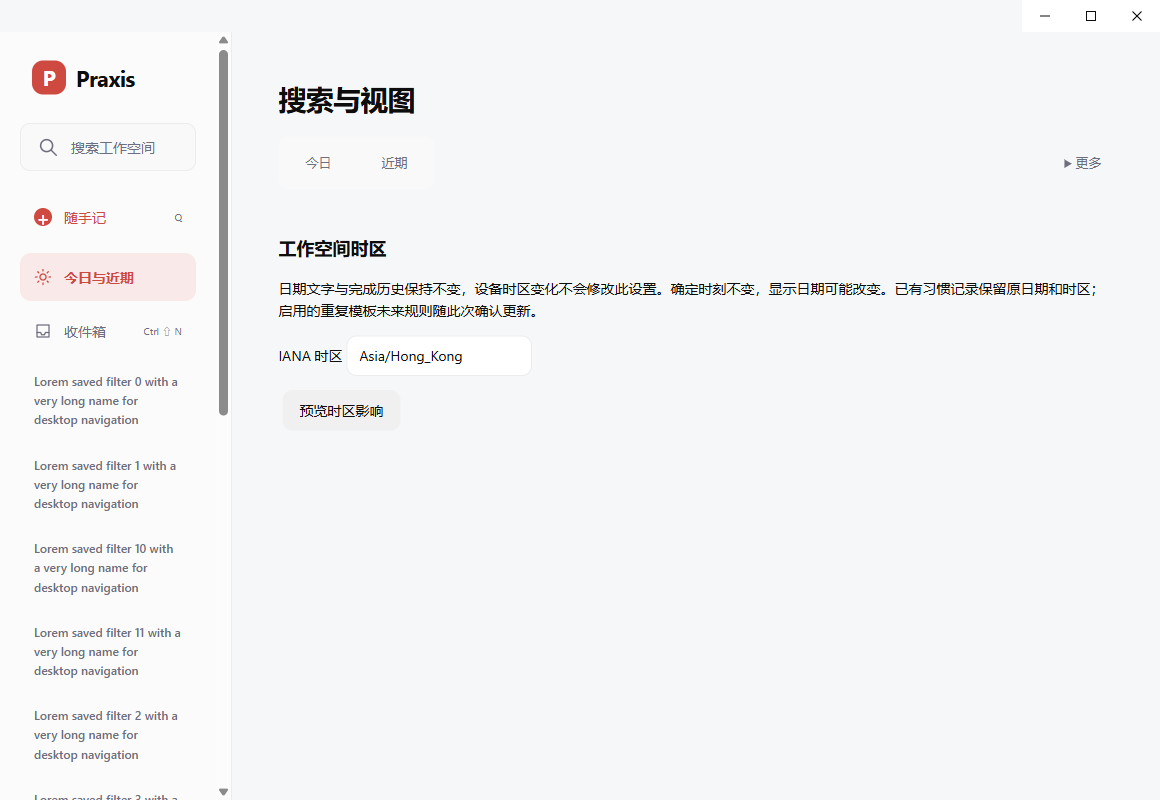 P Praxis
搜索工作空间
随手记 Q
今日与近期
收件箱 Ctrl ⇧ N
Lorem saved filter 0 with a
very long name for
desktop navigation
Lorem saved filter 1 with a
very long name for
desktop navigation
Lorem saved filter 10 with
a very long name for
desktop navigation
Lorem saved filter 11 with a
very long name for
desktop navigation
Lorem saved filter 2 with a
very long name for
desktop navigation
Lorem saved filter 3 with a
搜索与视图
今日 近期 ▶更多
工作空间时区
日期文字与完成历史保持不变，设备时区变化不会修改此设置。确定时刻不变，显示日期可能改变。已有习惯记录保留原日期和时区；
启用的重复模板未来规则随此次确认更新。
IANA 时区 Asia/Hong_Kong
预览时区影响